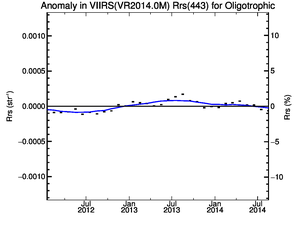 Anomaly in VIIRS(VR2014.0M) Rrs(443) for Oligotrophic
0.0010
0.0005
0.0000
−0.0005
−0.0010
Rrs (str⁻¹)
10
5
0
−5
−10
Rrs (%)
Jul 2012
Jan 2013
Jul 2013
Jan 2014
Jul 2014